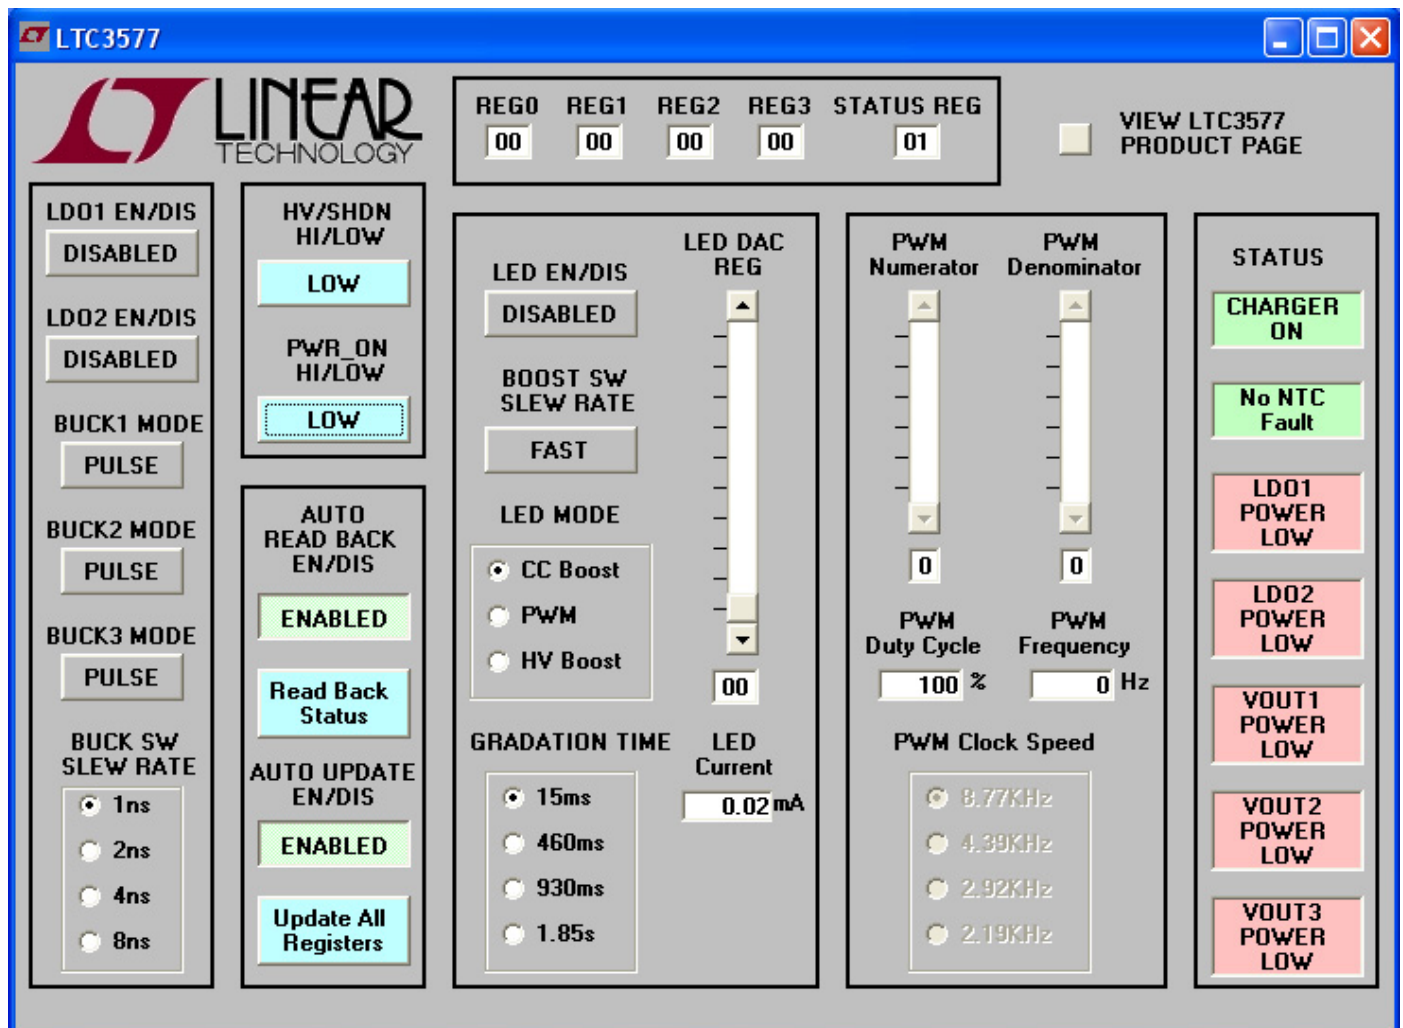 LTC3577
LINEAR
TECHNOLOGY
REG0 REG1 REG2 REG3 STATUS REG
00 00 00 00 01
VIEW LTC3577
PRODUCT PAGE
LDO1 EN/DIS
DISABLED
LDO2 EN/DIS
DISABLED
BUCK1 MODE
PULSE
BUCK2 MODE
PULSE
BUCK3 MODE
PULSE
BUCK SW
SLEW RATE
1ns
2ns
4ns
8ns
HV/SHDN
HI/LOW
LOW
PWR_ON
HI/LOW
LOW
AUTO
READ BACK
EN/DIS
ENABLED
Read Back
Status
AUTO UPDATE
EN/DIS
ENABLED
Update All
Registers
LED EN/DIS
DISABLED
BOOST SW
SLEW RATE
FAST
LED MODE
CC Boost
PWM
HV Boost
GRADATION TIME
15ms
460ms
930ms
1.85s
LED DAC
REG
00
LED
Current
0.02 mA
PWM
Numerator
0
PWM
Duty Cycle
100 %
PWM
Denominator
0
PWM
Frequency
0 Hz
PWM Clock Speed
8.77KHz
4.39KHz
2.92KHz
2.19KHz
STATUS
CHARGER
ON
No NTC
Fault
LDO1
POWER
LOW
LDO2
POWER
LOW
VOUT1
POWER
LOW
VOUT2
POWER
LOW
VOUT3
POWER
LOW